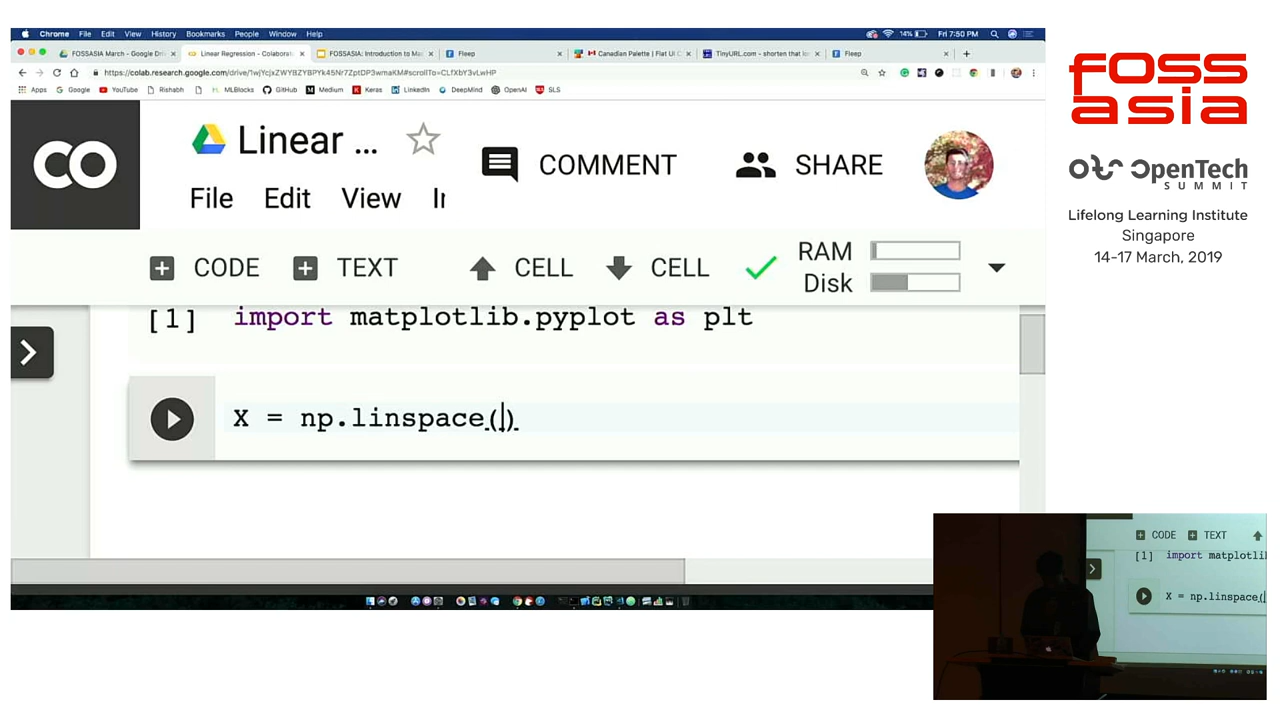 Chrome File Edit View History Bookmarks People Window Help
14% Fri 7:50 PM
FOSSASIA March - Google Dri
Linear Regression - Colaborat
FOSSASIA: Introduction to Ma
Fleep
Canadian Palette | Flat UI C
TinyURL.com - shorten that lo
Fleep
Apps Google YouTube Rishabh MLBlocks GitHub Medium Keras LinkedIn DeepMind OpenAI SLS
CO
Linear ...
COMMENT
SHARE
File Edit View
CODE TEXT CELL CELL
RAM
Disk
[1] import matplotlib.pyplot as plt
X = np.linspace()
foss
asia
OpenTech
SUMMIT
Lifelong Learning Institute
Singapore
14-17 March, 2019
CODE TEXT
[1] import matplotli
X = np.linspace(